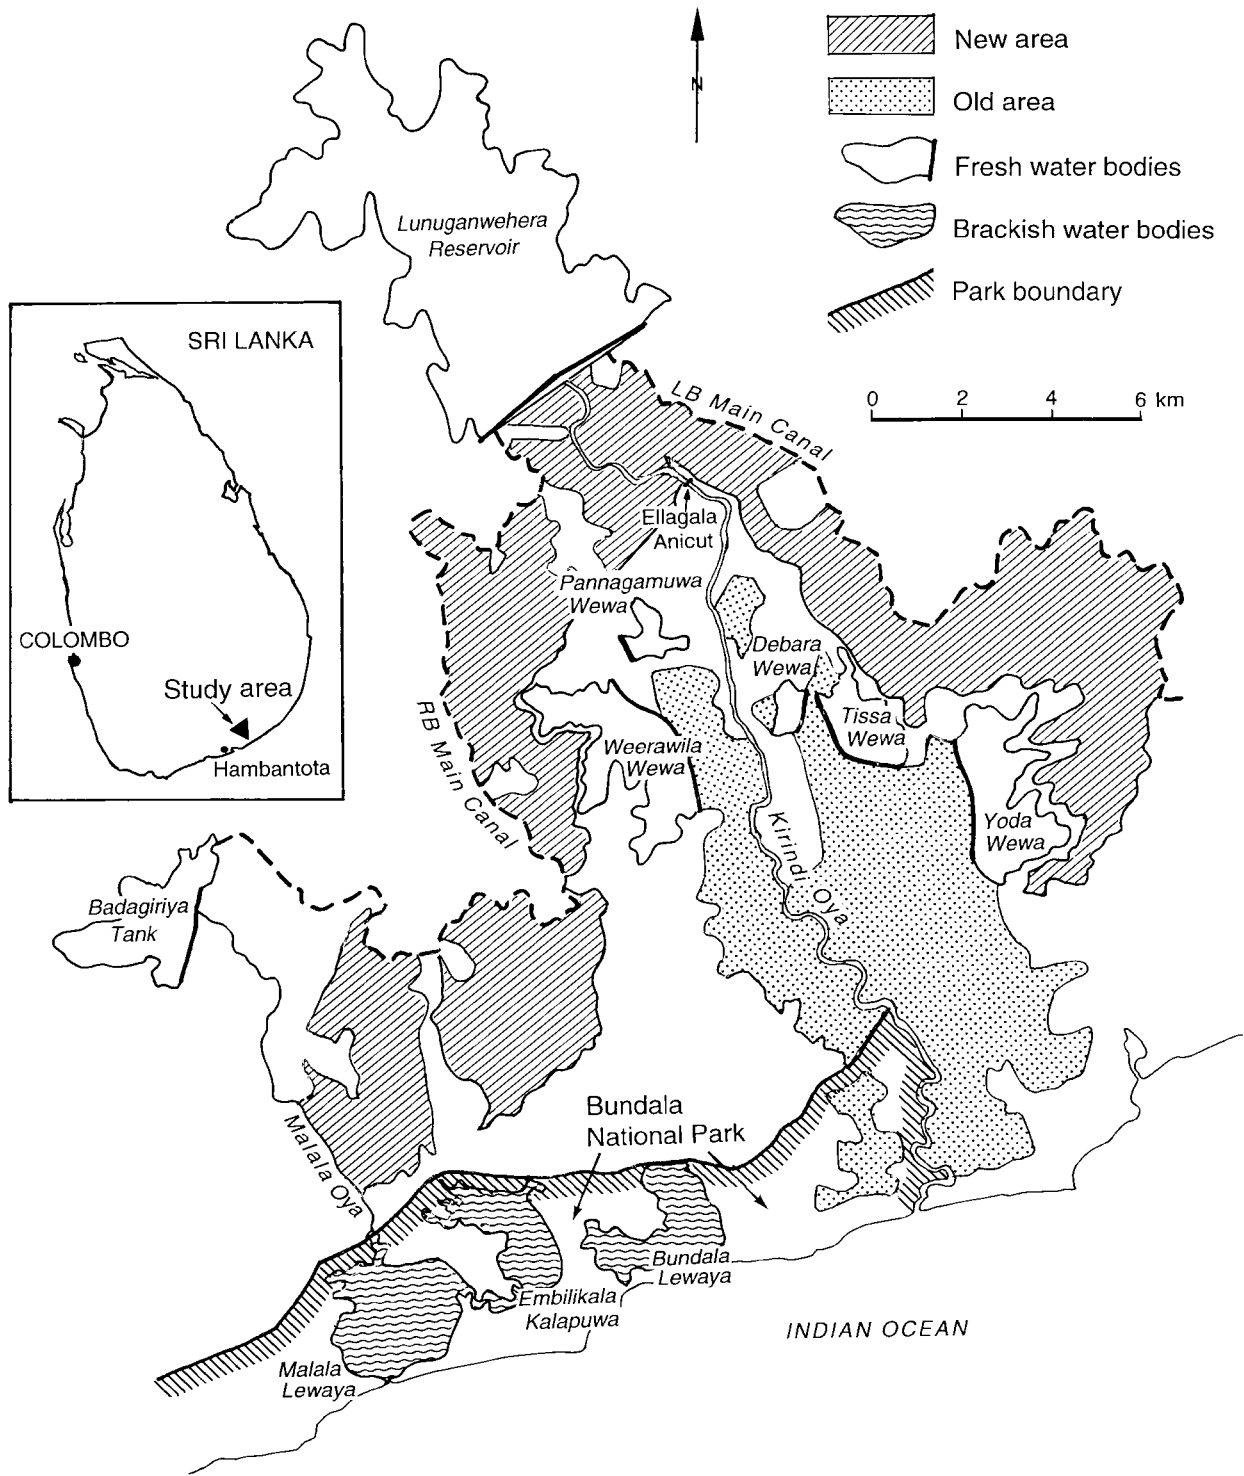 N
New area
Old area
Fresh water bodies
Brackish water bodies
Park boundary
0 2 4 6 km
Lunuganwehera
Reservoir
SRI LANKA
COLOMBO
Study area
Hambantota
LB Main Canal
Ellagala
Anicut
Pannagamuwa
Wewa
Debara
Wewa
Tissa
Wewa
RB Main Canal
Weerawila
Wewa
Yoda
Wewa
Kirindi Oya
Badagiriya
Tank
Malala Oya
Bundala
National Park
Bundala
Lewaya
Embilikala
Kalapuwa
Malala
Lewaya
INDIAN OCEAN